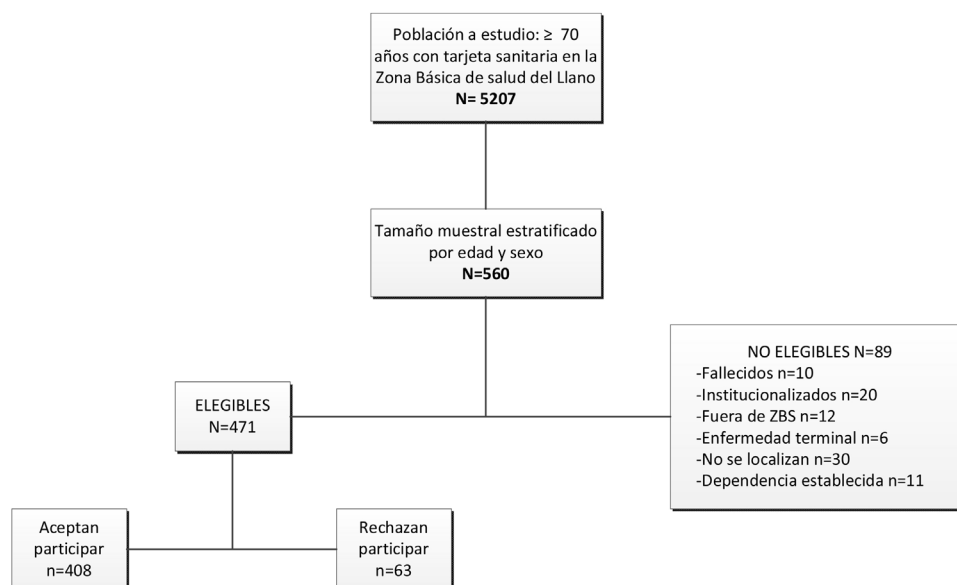 Población a estudio: ≥ 70
años con tarjeta sanitaria en la
Zona Básica de salud del Llano
N= 5207
Tamaño muestral estratificado
por edad y sexo
N=560
NO ELEGIBLES N=89
-Fallecidos n=10
-Institucionalizados n=20
-Fuera de ZBS n=12
-Enfermedad terminal n=6
-No se localizan n=30
-Dependencia establecida n=11
ELEGIBLES
N=471
Aceptan
participar
n=408
Rechazan
participar
n=63